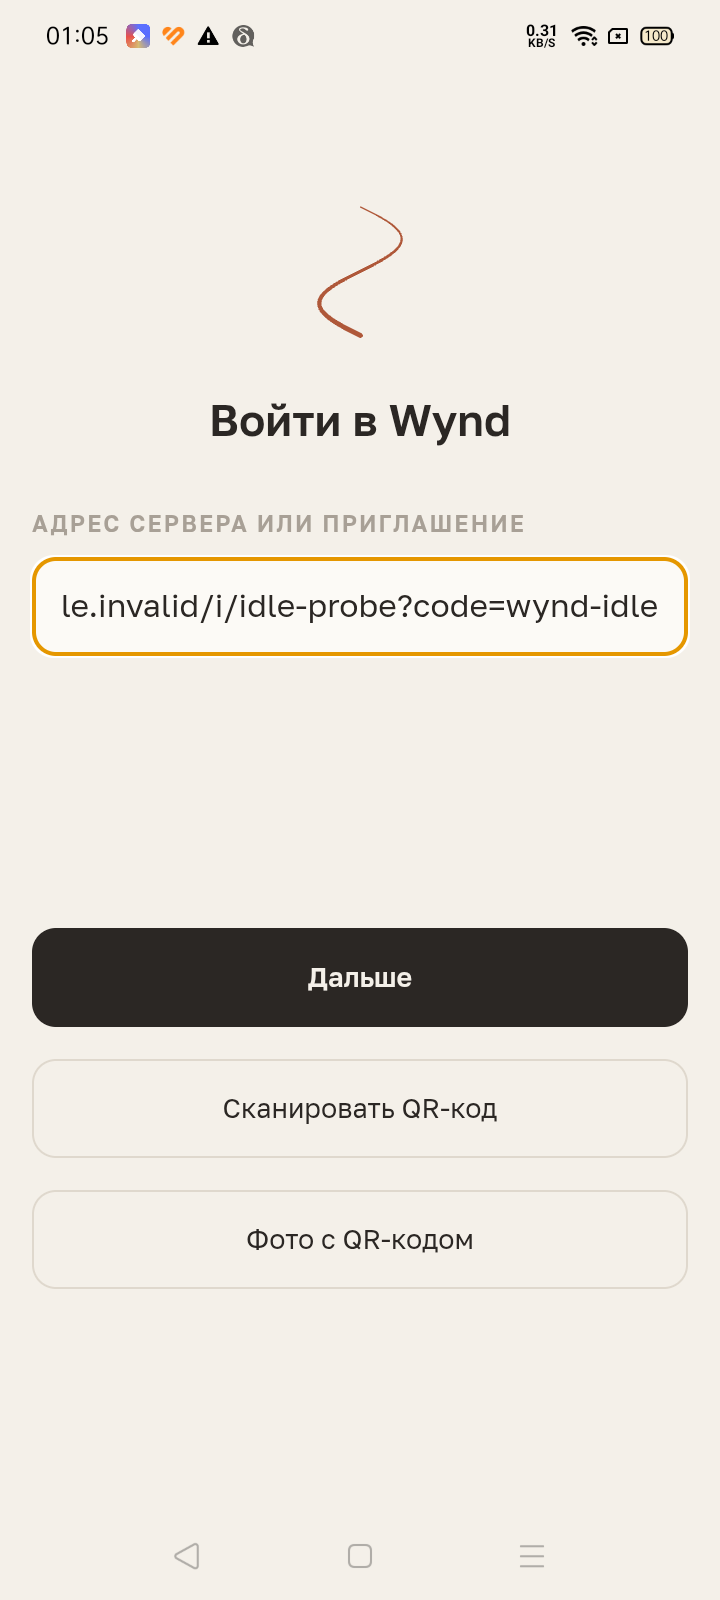 01:05
0.31
KB/S
100
Войти в Wynd
АДРЕС СЕРВЕРА ИЛИ ПРИГЛАШЕНИЕ
le.invalid/i/idle-probe?code=wynd-idle
Дальше
Сканировать QR-код
Фото с QR-кодом